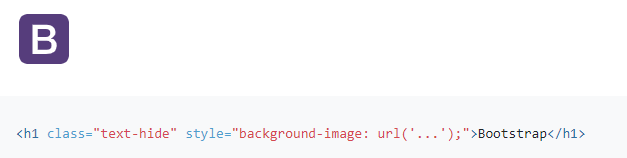 B
<h1 class="text-hide" style="background-image: url('...');">Bootstrap</h1>